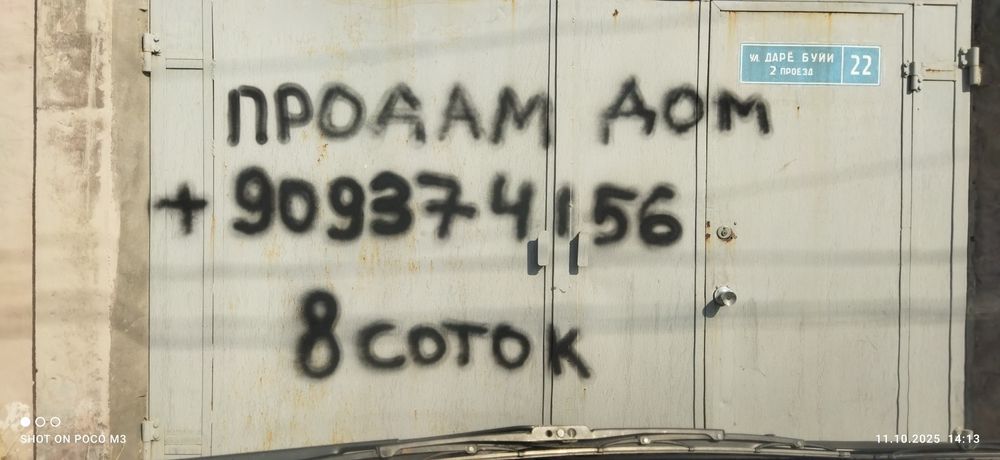 ул. ДАРЁ БУЙИ
2 ПРОЕЗД
22
ПРОДАМ ДОМ
+909374156
8 СОТОК
SHOT ON POCO M3
11.10.2025 14:13